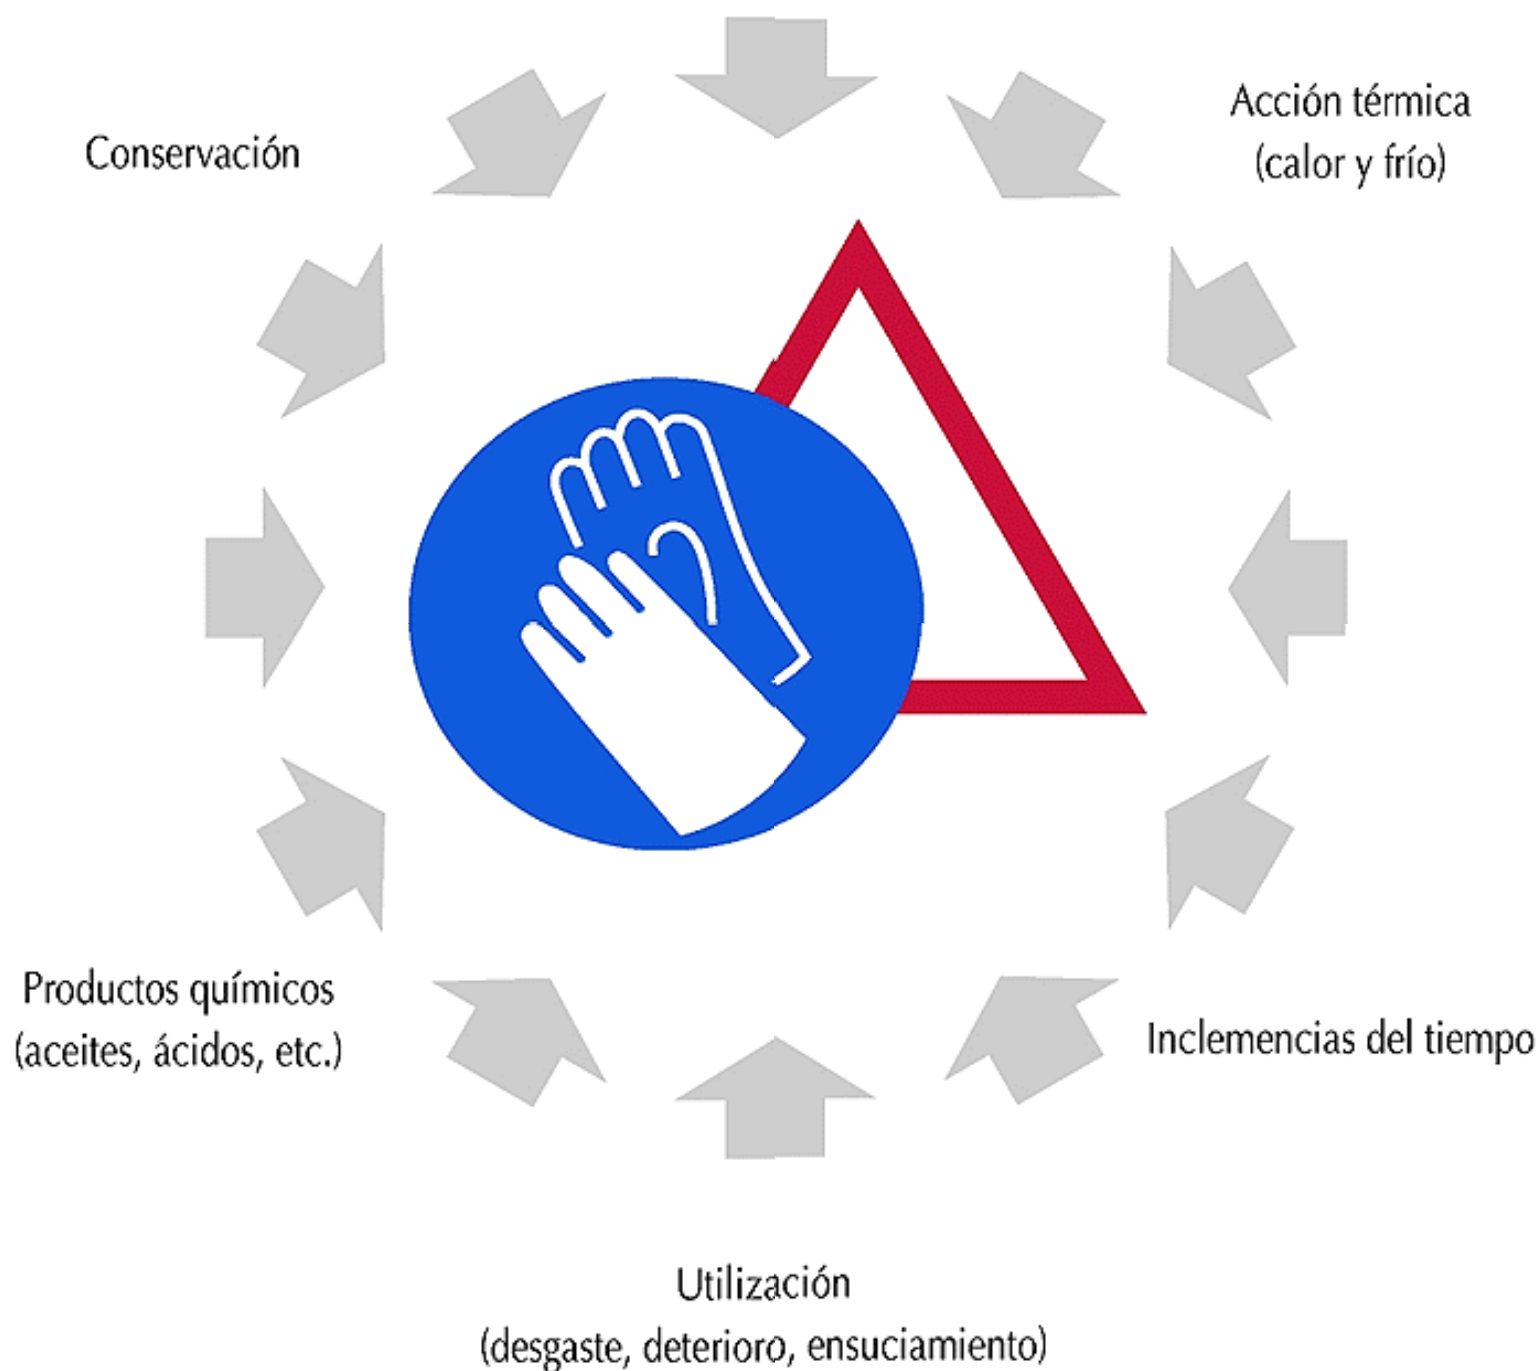 Conservación
Acción térmica
(calor y frío)
Productos químicos
(aceites, ácidos, etc.)
Inclemencias del tiempo
Utilización
(desgaste, deterioro, ensuciamiento)